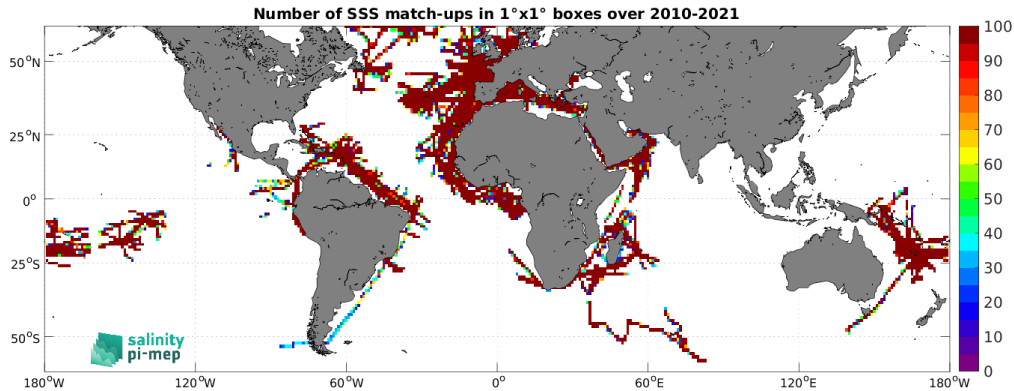 Number of SSS match-ups in 1°x1° boxes over 2010-2021
50°N
25°N
0°
25°S
50°S
180°W
120°W
60°W
0°
60°E
120°E
180°W
100
90
80
70
60
50
40
30
20
10
0
salinity
pi-mep